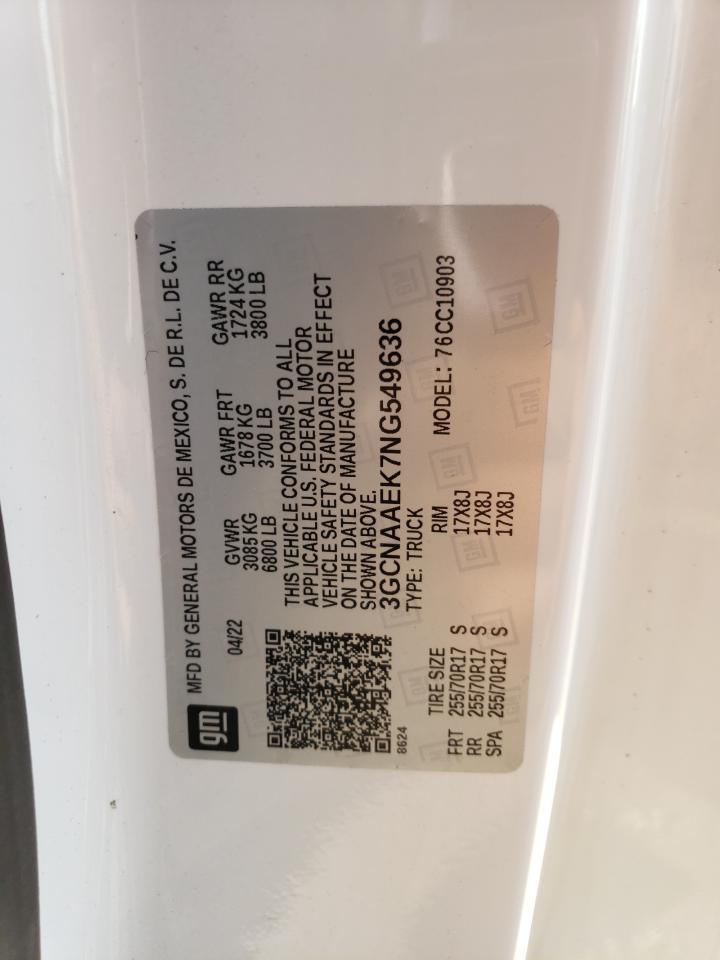 gm
MFD BY GENERAL MOTORS DE MEXICO, S. DE R.L. DE C.V.
04/22 GVWR GAWR FRT GAWR RR
3085 KG 1678 KG 1724 KG
6800 LB 3700 LB 3800 LB
THIS VEHICLE CONFORMS TO ALL
APPLICABLE U.S. FEDERAL MOTOR
VEHICLE SAFETY STANDARDS IN EFFECT
ON THE DATE OF MANUFACTURE
SHOWN ABOVE.
3GCNAAEK7NG549636
8624 TYPE: TRUCK
TIRE SIZE RIM MODEL: 76CC10903
FRT 255/70R17 S 17X8J
RR 255/70R17 S 17X8J
SPA 255/70R17 S 17X8J